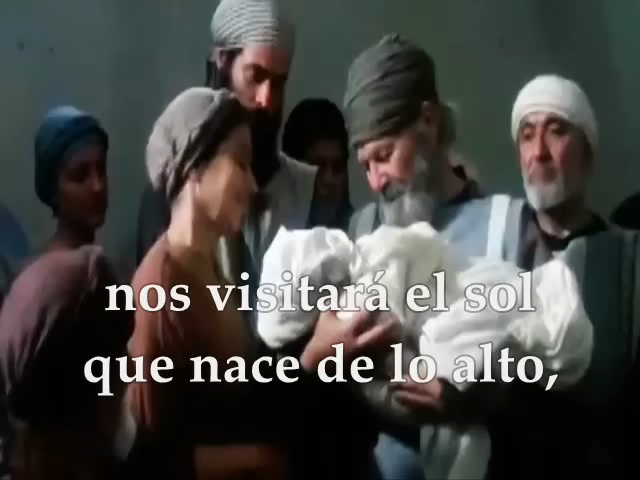 nos visitará el sol
que nace de lo alto,